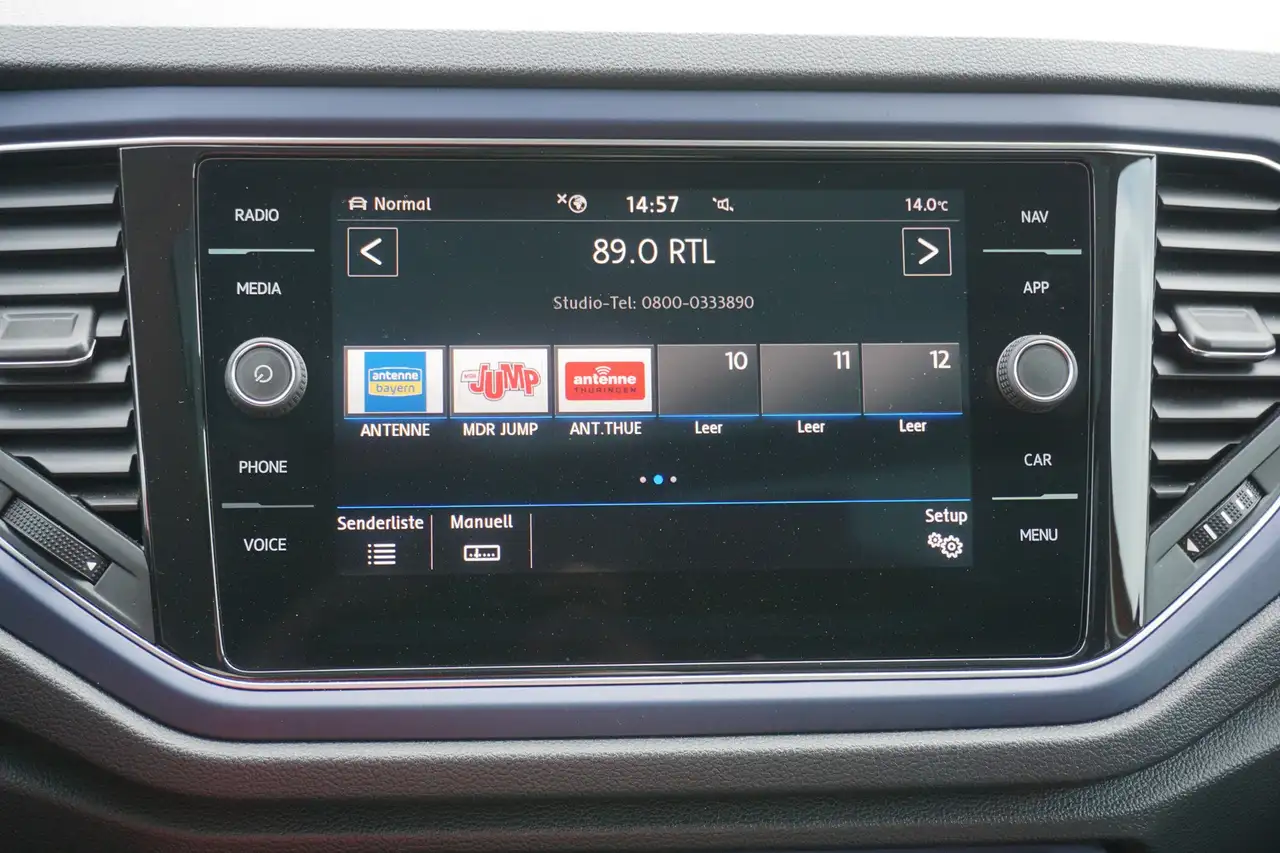 RADIO
MEDIA
PHONE
VOICE
Normal
14:57
14.0°C
<
89.0 RTL
>
Studio-Tel: 0800-0333890
antenne
bayern
MDR JUMP
antenne
THÜRINGEN
10
11
12
ANTENNE
MDR JUMP
ANT.THUE
Leer
Leer
Leer
Senderliste
Manuell
Setup
NAV
APP
CAR
MENU